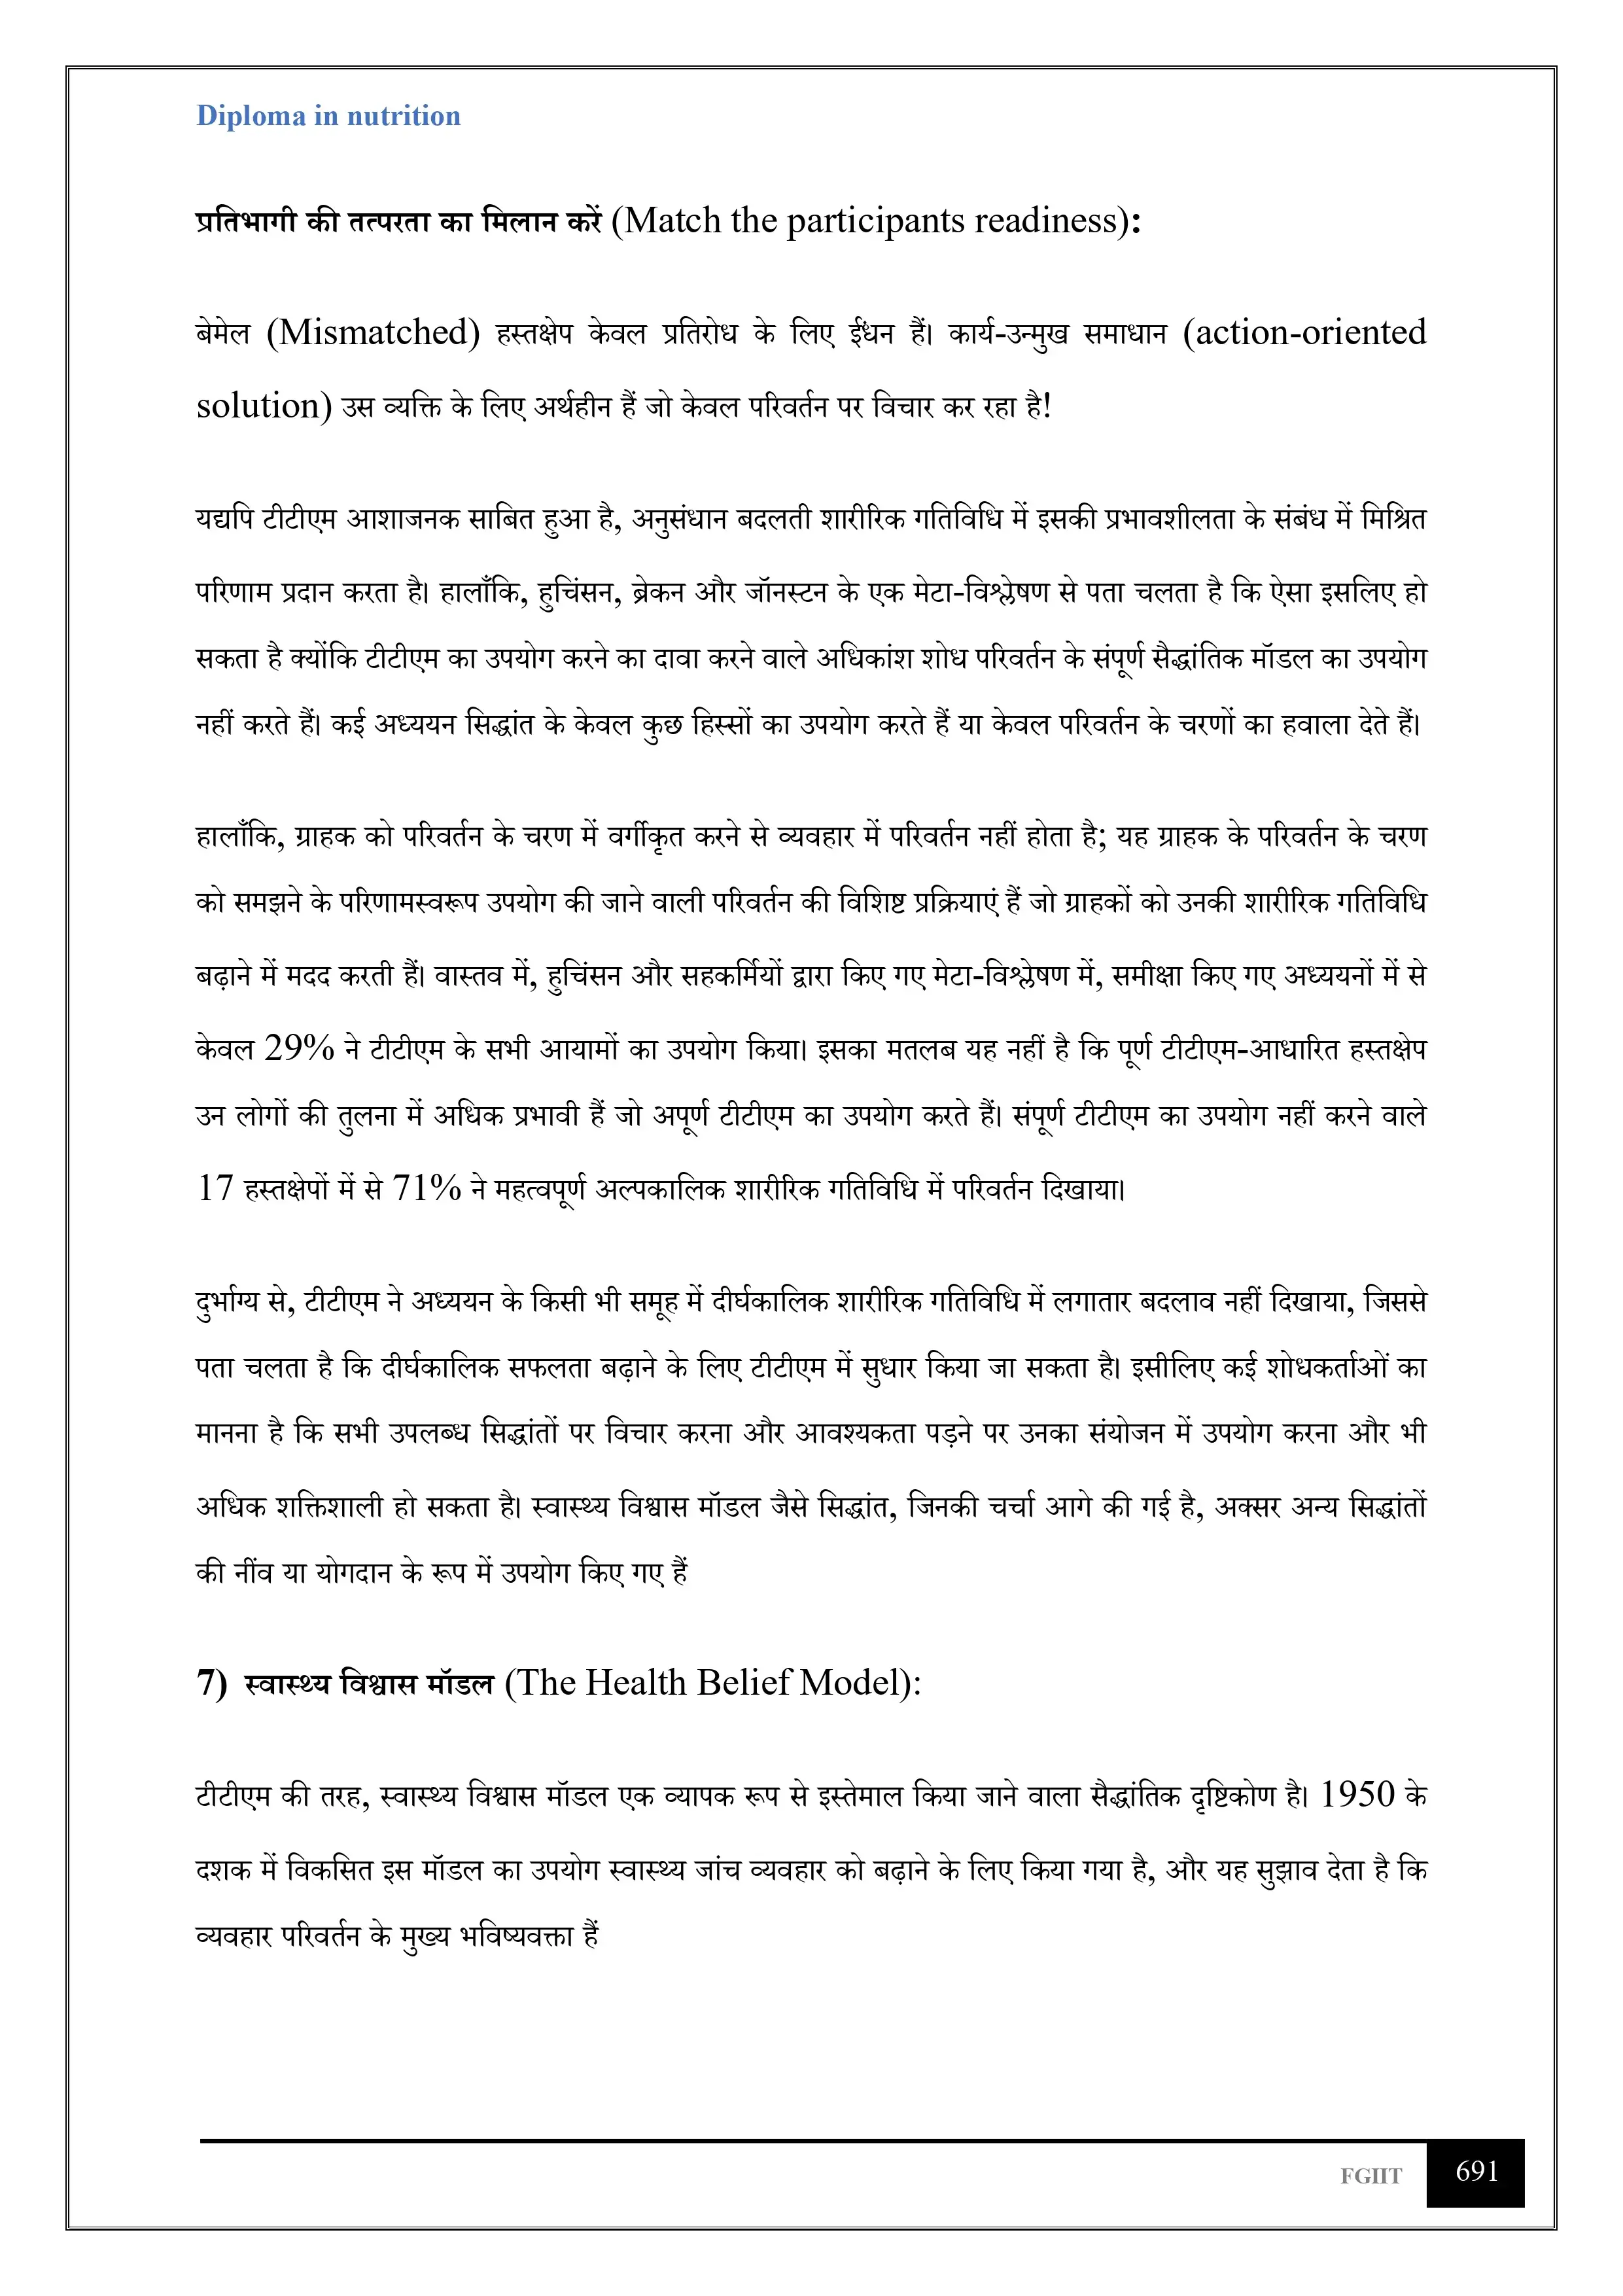 Diploma in nutrition
प्रतिभागी की तत्परता का मिलान करें (Match the participants readiness):
बेमेल (Mismatched) हस्तक्षेप केवल प्रतिरोध के लिए ईंधन हैं। कार्य-उन्मुख समाधान (action-oriented
solution) उस व्यक्ति के लिए अर्थहीन हैं जो केवल परिवर्तन पर विचार कर रहा है!
यद्यपि टीटीएम आशाजनक साबित हुआ है, अनुसंधान बदलती शारीरिक गतिविधि में इसकी प्रभावशीलता के संबंध में मिश्रित
परिणाम प्रदान करता है। हालाँकि, हुचिंसन, ब्रेकन और जॉनस्टन के एक मेटा-विश्लेषण से पता चलता है कि ऐसा इसलिए हो
सकता है क्योंकि टीटीएम का उपयोग करने का दावा करने वाले अधिकांश शोध परिवर्तन के संपूर्ण सैद्धांतिक मॉडल का उपयोग
नहीं करते हैं। कई अध्ययन सिद्धांत के केवल कुछ हिस्सों का उपयोग करते हैं या केवल परिवर्तन के चरणों का हवाला देते हैं।
हालाँकि, ग्राहक को परिवर्तन के चरण में वर्गीकृत करने से व्यवहार में परिवर्तन नहीं होता है; यह ग्राहक के परिवर्तन के चरण
को समझने के परिणामस्वरूप उपयोग की जाने वाली परिवर्तन की विशिष्ट प्रक्रियाएं हैं जो ग्राहकों को उनकी शारीरिक गतिविधि
बढ़ाने में मदद करती हैं। वास्तव में, हुचिंसन और सहकर्मियों द्वारा किए गए मेटा-विश्लेषण में, समीक्षा किए गए अध्ययनों में से
केवल 29% ने टीटीएम के सभी आयामों का उपयोग किया। इसका मतलब यह नहीं है कि पूर्ण टीटीएम-आधारित हस्तक्षेप
उन लोगों की तुलना में अधिक प्रभावी हैं जो अपूर्ण टीटीएम का उपयोग करते हैं। संपूर्ण टीटीएम का उपयोग नहीं करने वाले
17 हस्तक्षेपों में से 71% ने महत्वपूर्ण अल्पकालिक शारीरिक गतिविधि में परिवर्तन दिखाया।
दुर्भाग्य से, टीटीएम ने अध्ययन के किसी भी समूह में दीर्घकालिक शारीरिक गतिविधि में लगातार बदलाव नहीं दिखाया, जिससे
पता चलता है कि दीर्घकालिक सफलता बढ़ाने के लिए टीटीएम में सुधार किया जा सकता है। इसीलिए कई शोधकर्ताओं का
मानना है कि सभी उपलब्ध सिद्धांतों पर विचार करना और आवश्यकता पड़ने पर उनका संयोजन में उपयोग करना और भी
अधिक शक्तिशाली हो सकता है। स्वास्थ्य विश्वास मॉडल जैसे सिद्धांत, जिनकी चर्चा आगे की गई है, अक्सर अन्य सिद्धांतों
की नींव या योगदान के रूप में उपयोग किए गए हैं
7) स्वास्थ्य विश्वास मॉडल (The Health Belief Model):
टीटीएम की तरह, स्वास्थ्य विश्वास मॉडल एक व्यापक रूप से इस्तेमाल किया जाने वाला सैद्धांतिक दृष्टिकोण है। 1950 के
दशक में विकसित इस मॉडल का उपयोग स्वास्थ्य जांच व्यवहार को बढ़ाने के लिए किया गया है, और यह सुझाव देता है कि
व्यवहार परिवर्तन के मुख्य भविष्यवक्ता हैं
FGIIT 691